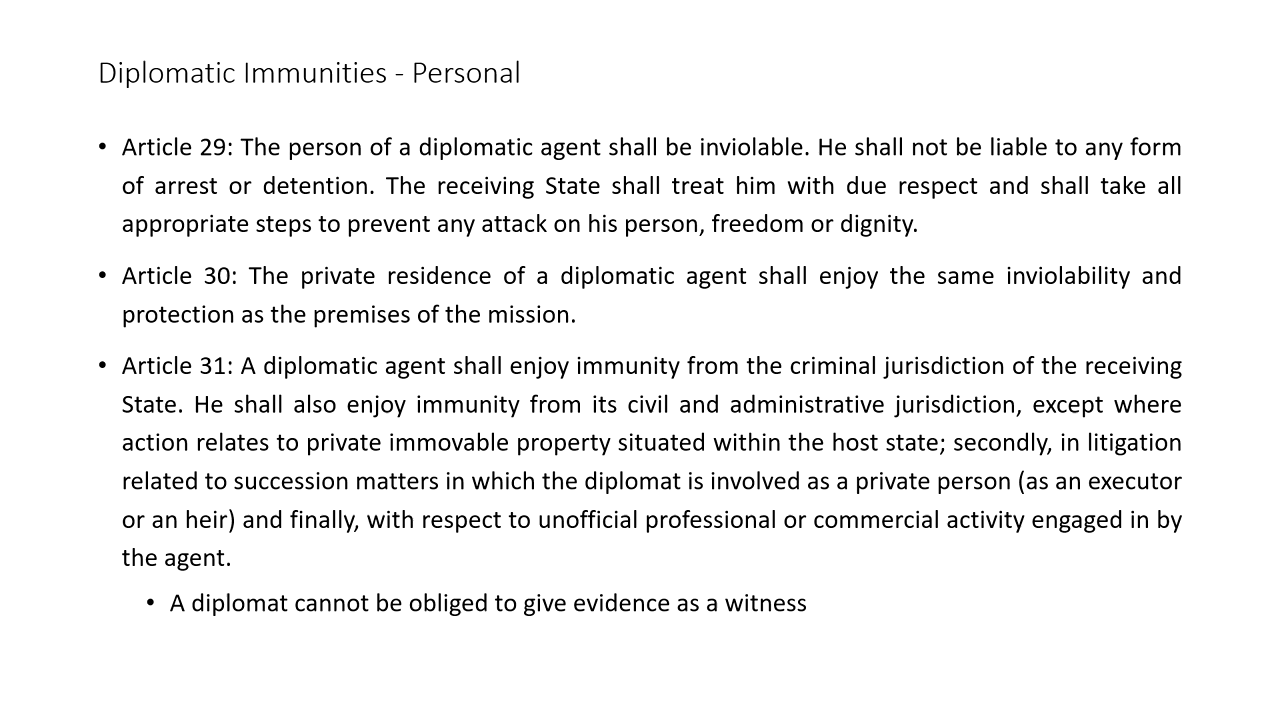 Diplomatic Immunities - Personal
• Article 29: The person of a diplomatic agent shall be inviolable. He shall not be liable to any form
of arrest or detention. The receiving State shall treat him with due respect and shall take all
appropriate steps to prevent any attack on his person, freedom or dignity.
• Article 30: The private residence of a diplomatic agent shall enjoy the same inviolability and
protection as the premises of the mission.
• Article 31: A diplomatic agent shall enjoy immunity from the criminal jurisdiction of the receiving
State. He shall also enjoy immunity from its civil and administrative jurisdiction, except where
action relates to private immovable property situated within the host state; secondly, in litigation
related to succession matters in which the diplomat is involved as a private person (as an executor
or an heir) and finally, with respect to unofficial professional or commercial activity engaged in by
the agent.
• A diplomat cannot be obliged to give evidence as a witness